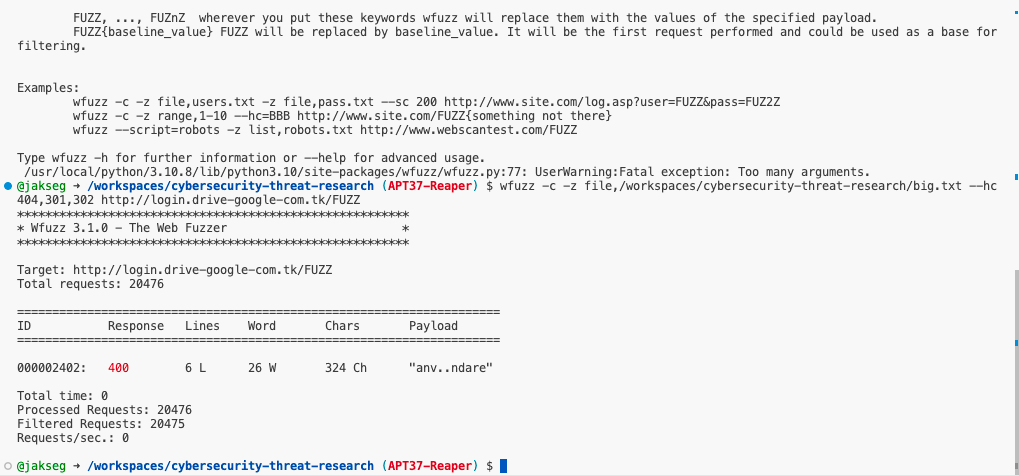 FUZZ, ..., FUZnZ  wherever you put these keywords wfuzz will replace them with the values of the specified payload.
FUZZ{baseline_value} FUZZ will be replaced by baseline_value. It will be the first request performed and could be used as a base for
filtering.
Examples:
wfuzz -c -z file,users.txt -z file,pass.txt --sc 200 http://www.site.com/log.asp?user=FUZZ&pass=FUZ2Z
wfuzz -c -z range,1-10 --hc=BBB http://www.site.com/FUZZ{something not there}
wfuzz --script=robots -z list,robots.txt http://www.webscantest.com/FUZZ
Type wfuzz -h for further information or --help for advanced usage.
/usr/local/python/3.10.8/lib/python3.10/site-packages/wfuzz/wfuzz.py:77: UserWarning:Fatal exception: Too many arguments.
@jakseg → /workspaces/cybersecurity-threat-research (APT37-Reaper) $ wfuzz -c -z file,/workspaces/cybersecurity-threat-research/big.txt --hc
404,301,302 http://login.drive-google-com.tk/FUZZ
********************************************************
* Wfuzz 3.1.0 - The Web Fuzzer                         *
********************************************************
Target: http://login.drive-google-com.tk/FUZZ
Total requests: 20476
=====================================================================
ID           Response   Lines    Word       Chars       Payload
=====================================================================
000002402:   400        6 L      26 W       324 Ch      "anv..ndare"
Total time: 0
Processed Requests: 20476
Filtered Requests: 20475
Requests/sec.: 0
@jakseg → /workspaces/cybersecurity-threat-research (APT37-Reaper) $